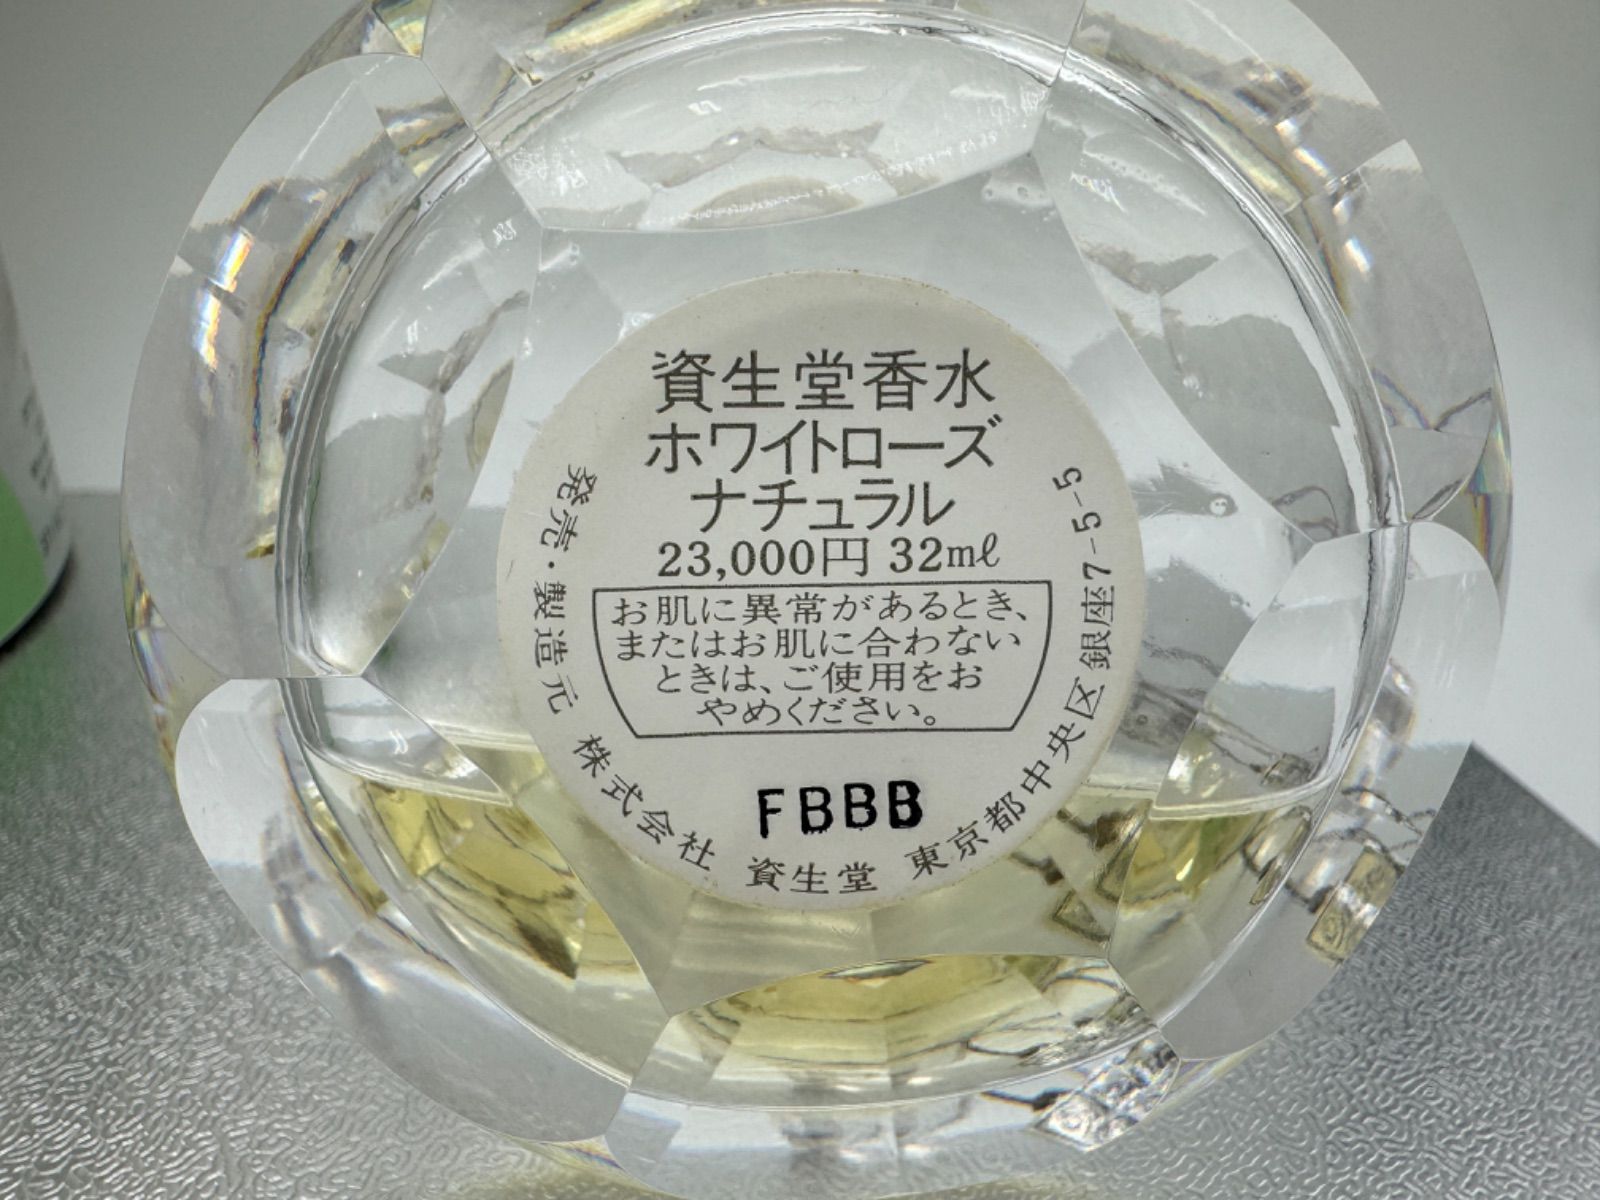 資生堂香水
ホワイトローズ
ナチュラル
23,000円 32mℓ
お肌に異常があるとき、
またはお肌に合わない
ときは、ご使用をお
やめください。
FBBB
発売・製造元 株式会社 資生堂 東京都中央区銀座7-5-5